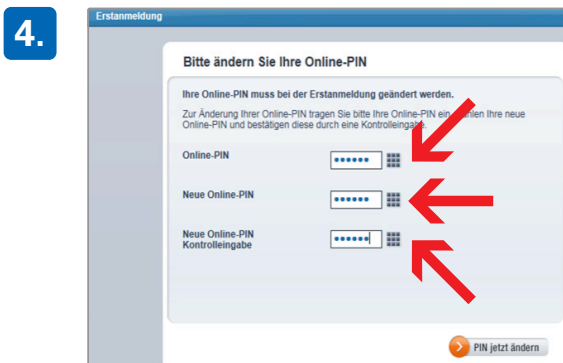 4.
Erstanmeldung
Bitte ändern Sie Ihre Online-PIN
Ihre Online-PIN muss bei der Erstanmeldung geändert werden.
Zur Änderung Ihrer Online-PIN tragen Sie bitte Ihre Online-PIN ein, wählen Ihre neue
Online-PIN und bestätigen diese durch eine Kontrolleingabe.
Online-PIN
Neue Online-PIN
Neue Online-PIN
Kontrolleingabe
PIN jetzt ändern